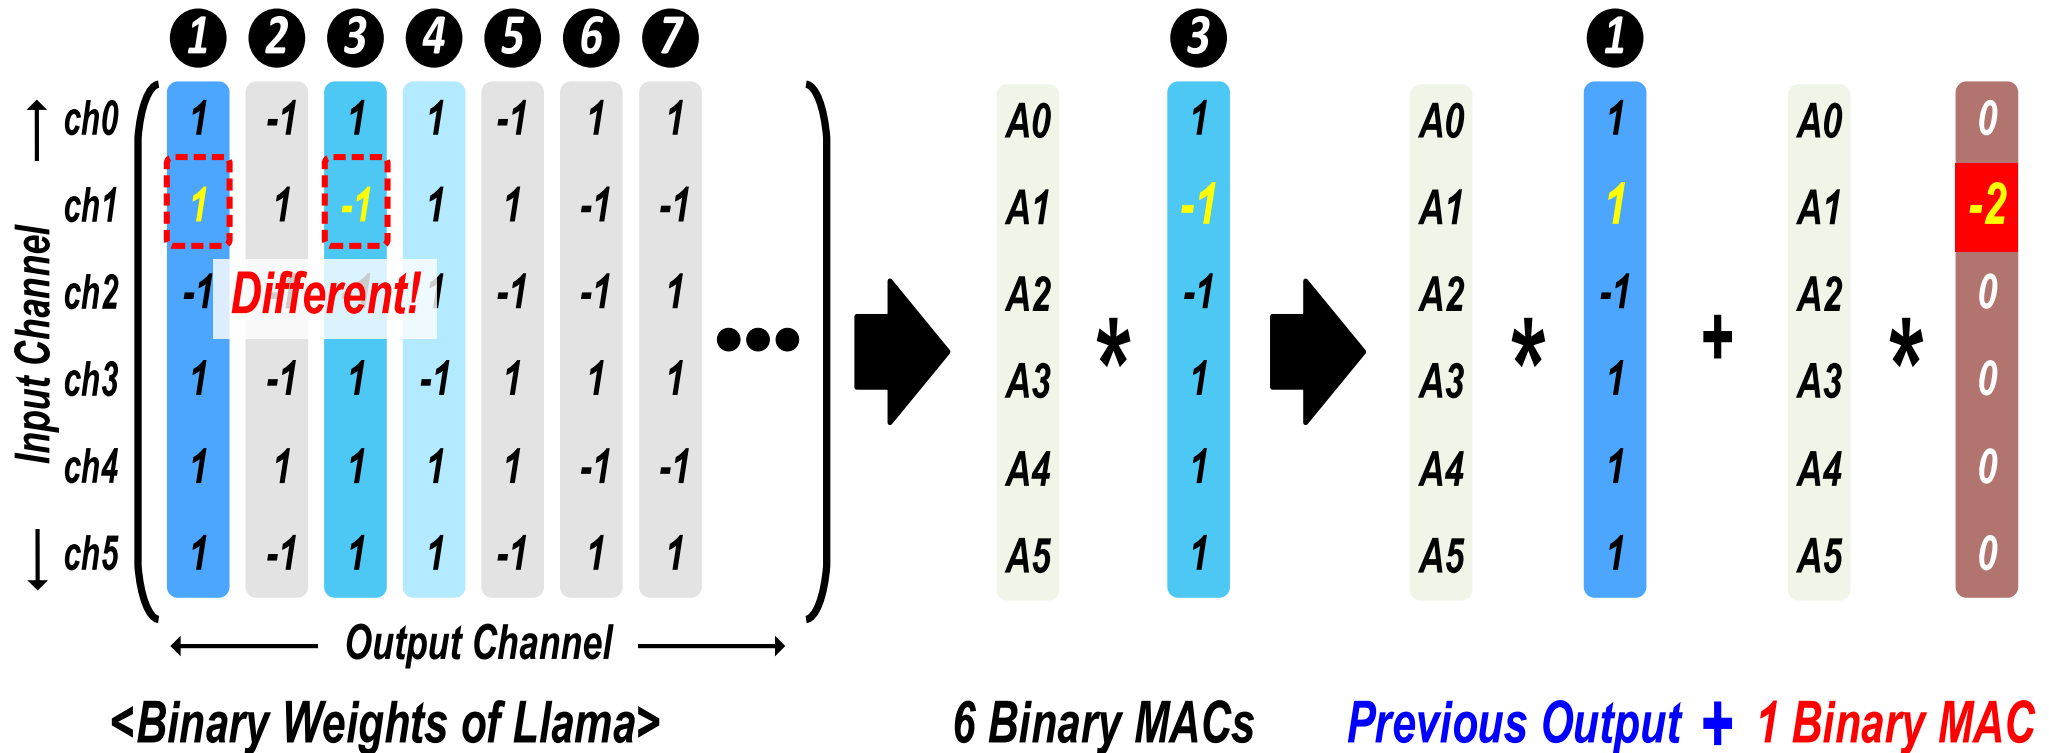 1 2 3 4 5 6 7 3 1
ch0 1 -1 1 1 -1 1 1 A0 1 A0 1 A0 0
ch1 1 1 -1 1 1 -1 -1 A1 -1 A1 1 A1 -2
ch2 -1 Different! 1 -1 -1 1 A2 -1 A2 -1 A2 0
••• * * + *
ch3 1 -1 1 -1 1 1 1 A3 1 A3 1 A3 0
ch4 1 1 1 1 1 -1 -1 A4 1 A4 1 A4 0
ch5 1 -1 1 1 -1 1 1 A5 1 A5 1 A5 0
Input Channel
Output Channel
<Binary Weights of Llama> 6 Binary MACs Previous Output + 1 Binary MAC